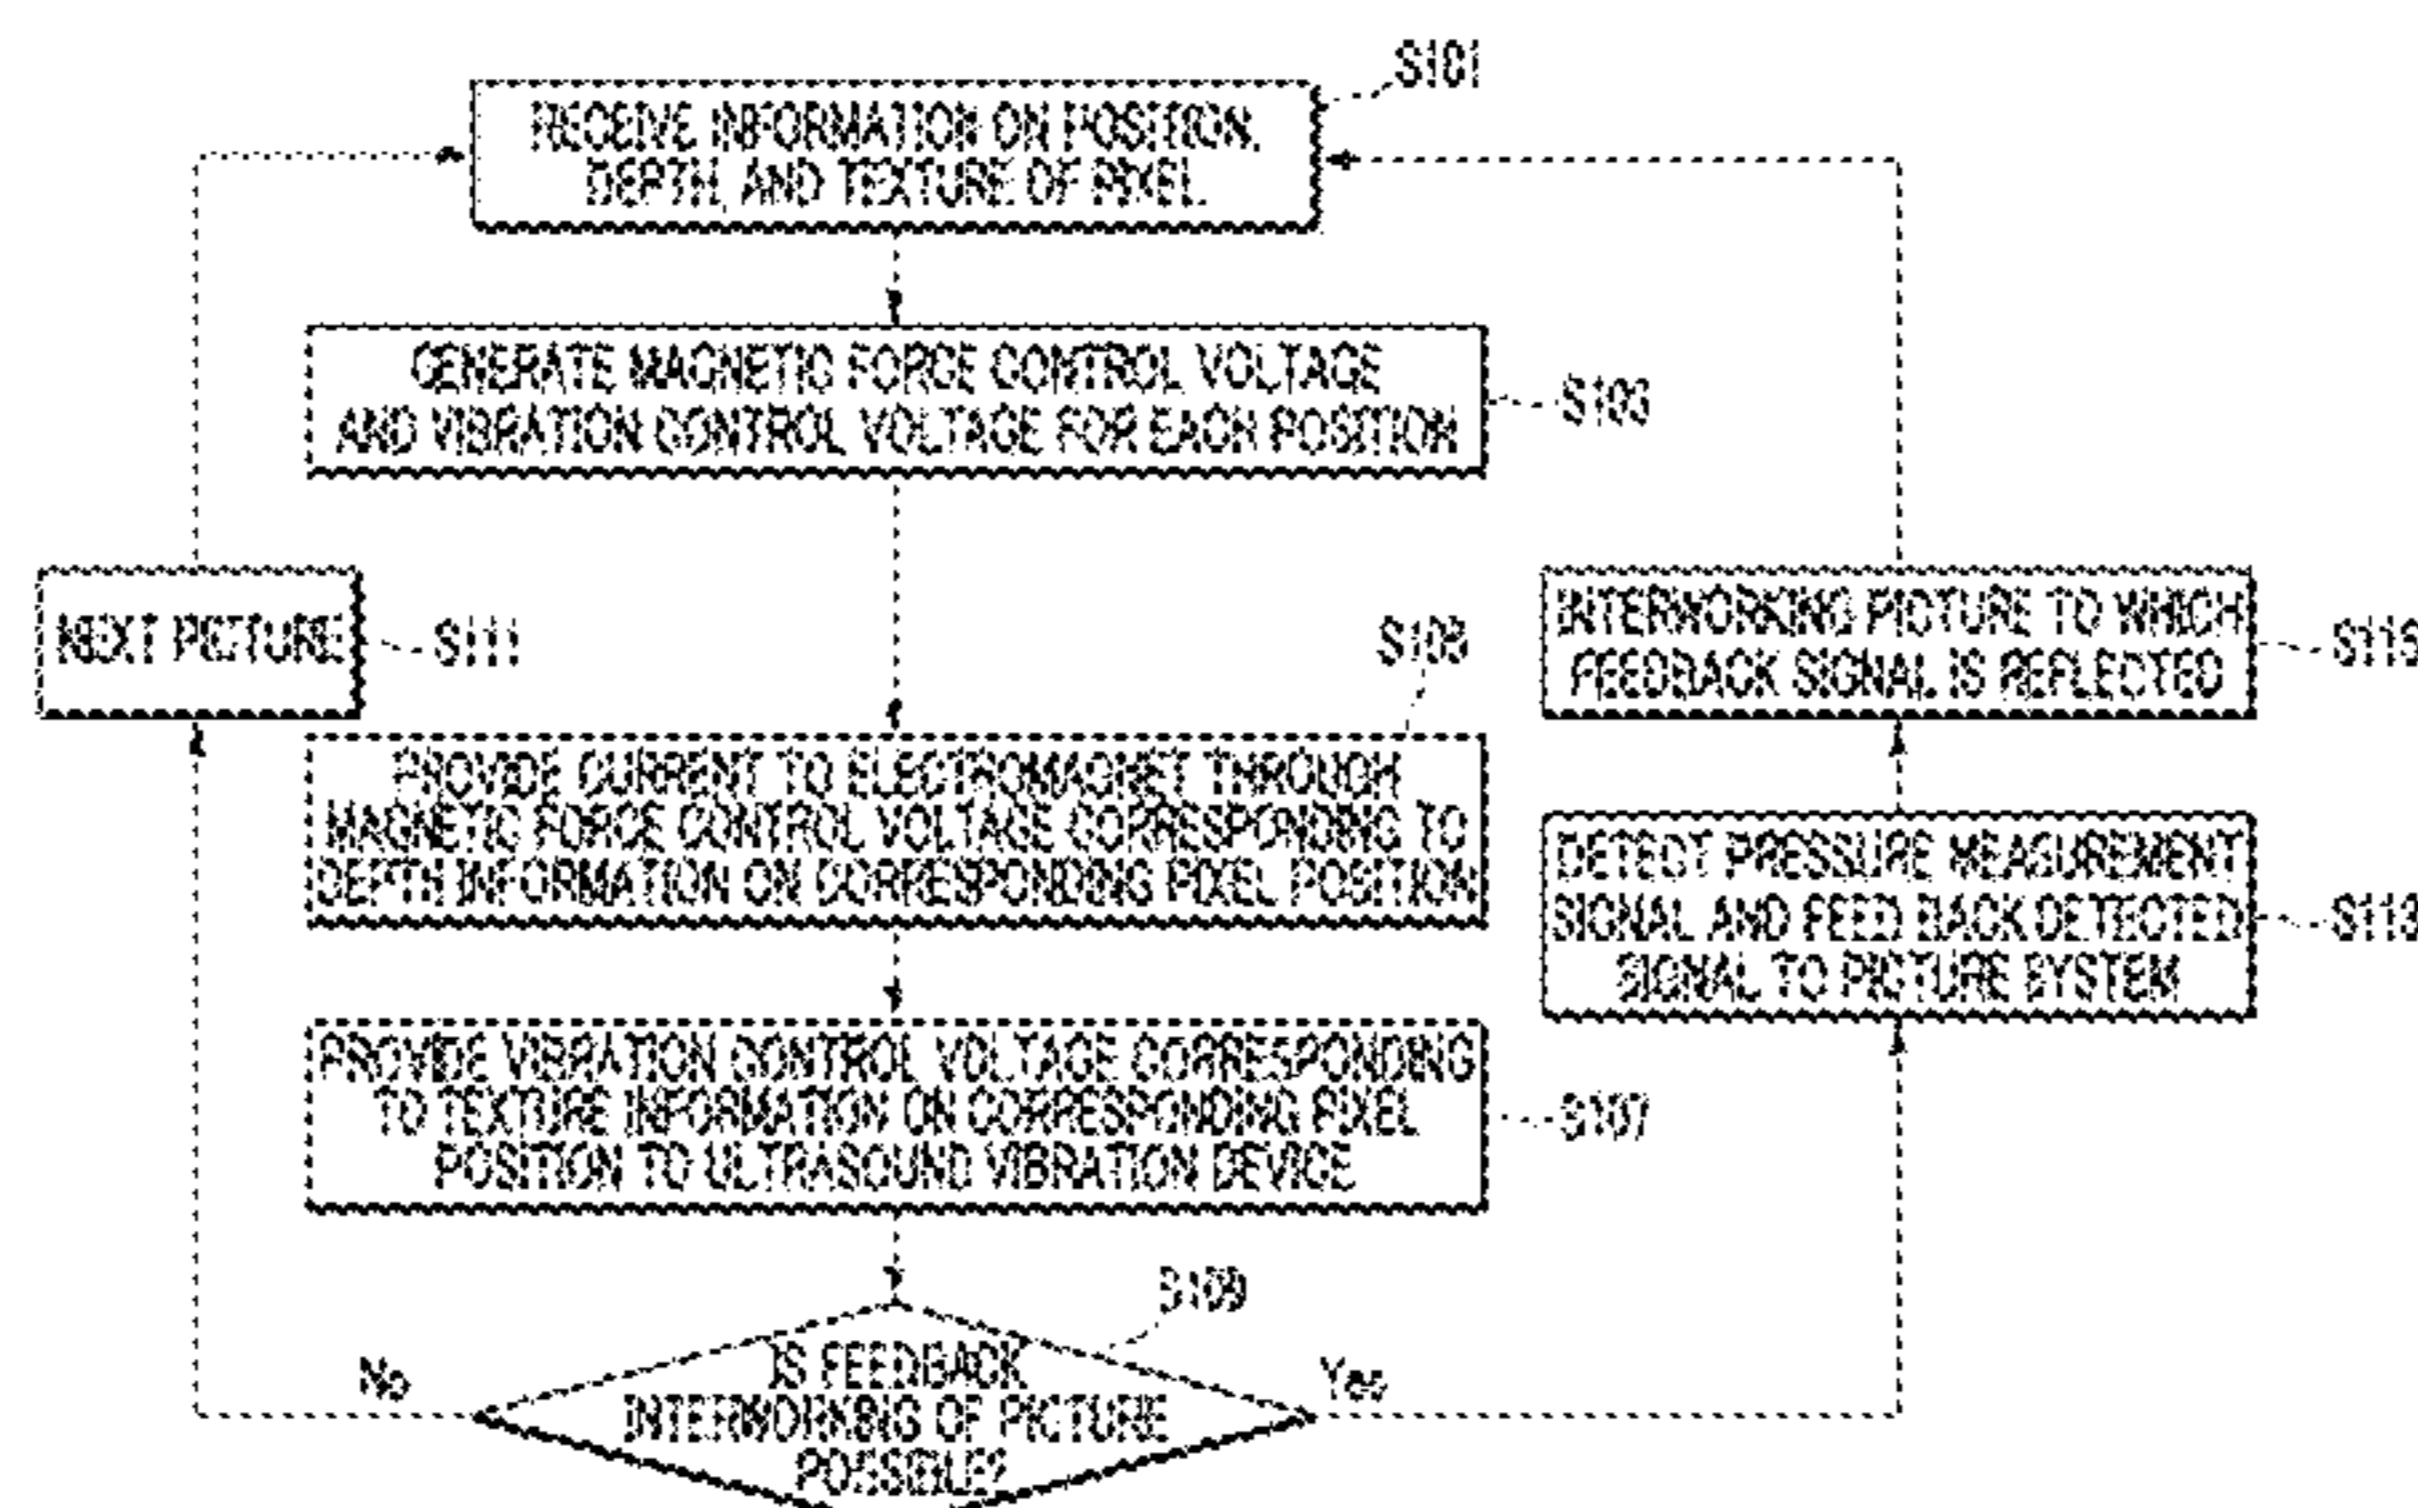 S101
RECEIVE INFORMATION ON POSITION,
DEPTH, AND TEXTURE OF PIXEL
GENERATE MAGNETIC FORCE CONTROL VOLTAGE
AND VIBRATION CONTROL VOLTAGE FOR EACH POSITION
S103
NEXT PICTURE
S111
PROVIDE CURRENT TO ELECTROMAGNET THROUGH
MAGNETIC FORCE CONTROL VOLTAGE CORRESPONDING TO
DEPTH INFORMATION ON CORRESPONDING PIXEL POSITION
INTERWORKING PICTURE TO WHICH
FEEDBACK SIGNAL IS REFLECTED
DETECT PRESSURE MEASUREMENT
SIGNAL AND FEED BACK DETECTED
SIGNAL TO PICTURE SYSTEM
PROVIDE VIBRATION CONTROL VOLTAGE CORRESPONDING
TO TEXTURE INFORMATION ON CORRESPONDING PIXEL
POSITION TO ULTRASOUND VIBRATION DEVICE
S107
S109
IS FEEDBACK
INTERWORKING OF PICTURE
POSSIBLE?
No
Yes